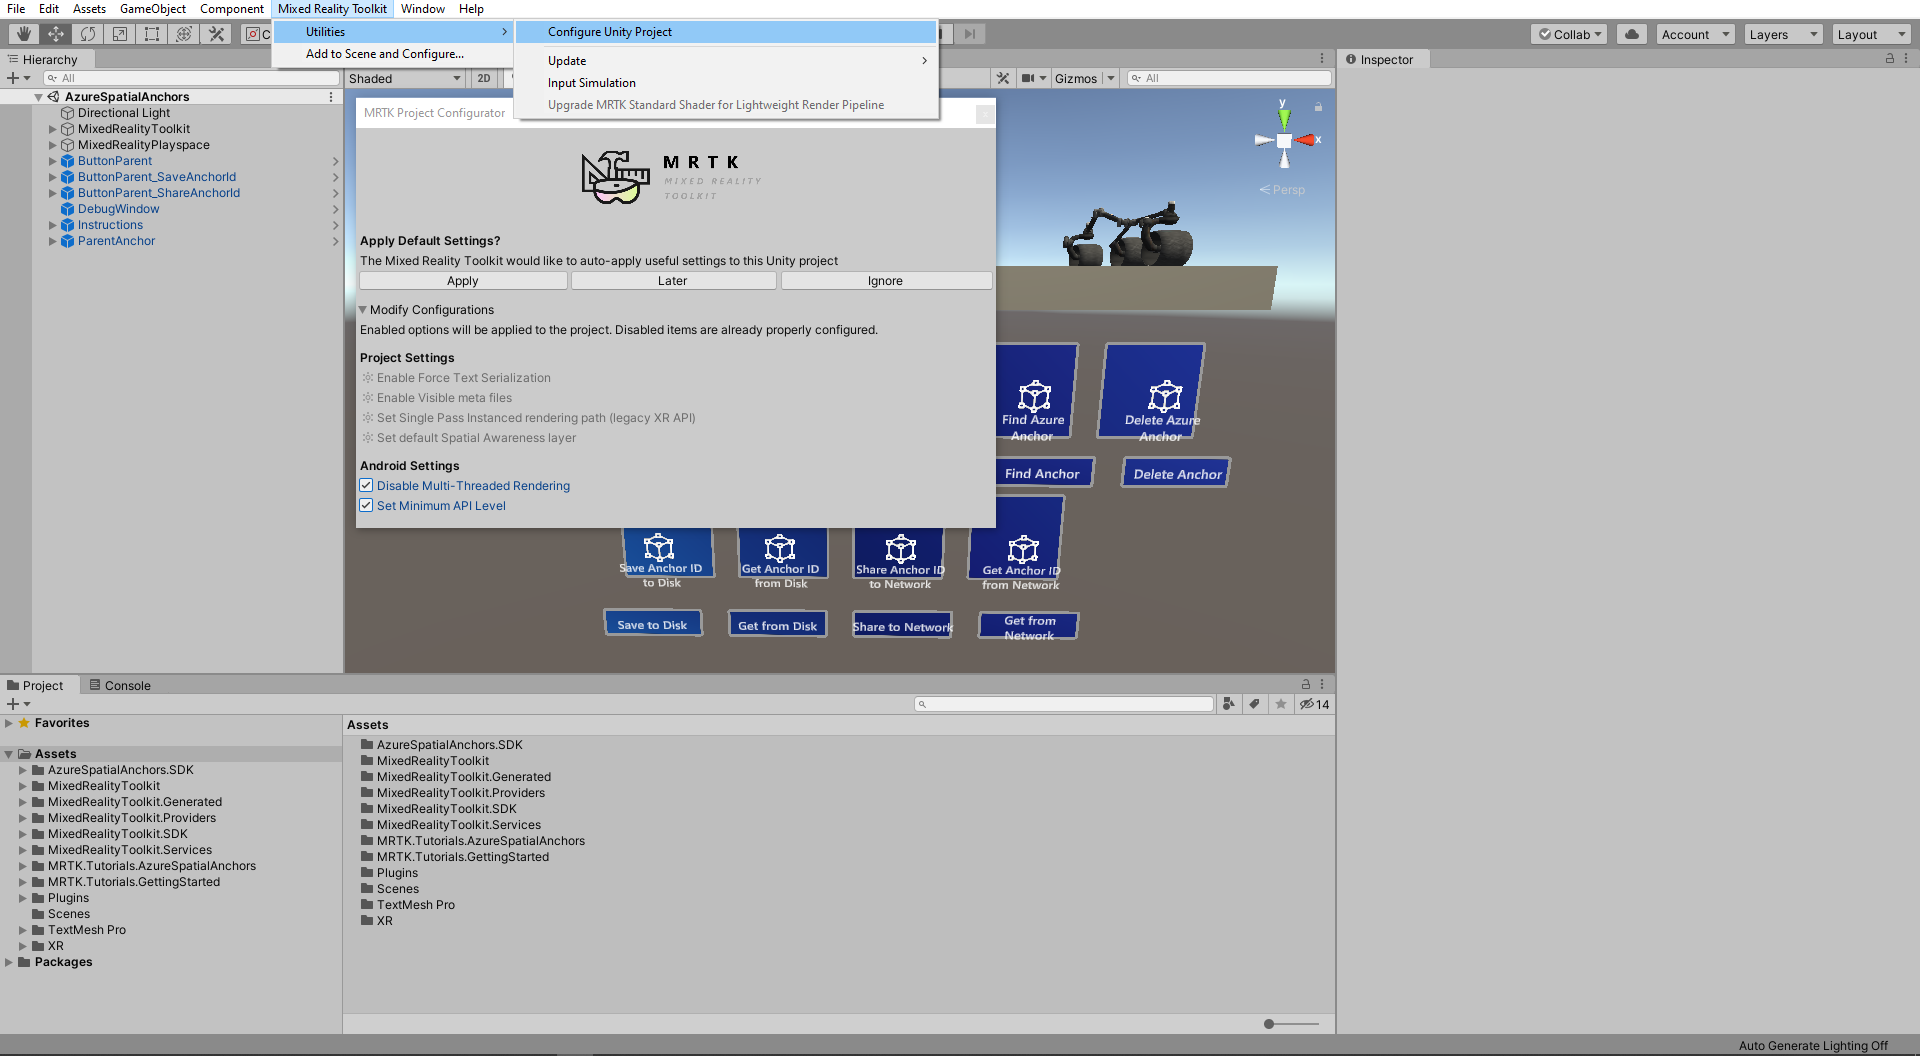 File Edit Assets GameObject Component Mixed Reality Toolkit Window Help
Utilities
Add to Scene and Configure...
Configure Unity Project
Update
Input Simulation
Upgrade MRTK Standard Shader for Lightweight Render Pipeline
Collab
Account
Layers
Layout
Hierarchy
All
AzureSpatialAnchors
Directional Light
MixedRealityToolkit
MixedRealityPlayspace
ButtonParent
ButtonParent_SaveAnchorId
ButtonParent_ShareAnchorId
DebugWindow
Instructions
ParentAnchor
Shaded
2D
Gizmos
All
y
x
Persp
MRTK Project Configurator
MRTK
MIXED REALITY
TOOLKIT
Apply Default Settings?
The Mixed Reality Toolkit would like to auto-apply useful settings to this Unity project
Apply Later Ignore
Modify Configurations
Enabled options will be applied to the project. Disabled items are already properly configured.
Project Settings
Enable Force Text Serialization
Enable Visible meta files
Set Single Pass Instanced rendering path (legacy XR API)
Set default Spatial Awareness layer
Android Settings
Disable Multi-Threaded Rendering
Set Minimum API Level
Find Azure
Anchor
Delete Azure
Anchor
Find Anchor
Delete Anchor
Save Anchor ID
to Disk
Get Anchor ID
from Disk
Share Anchor ID
to Network
Get Anchor ID
from Network
Save to Disk
Get from Disk
Share to Network
Get from
Network
Inspector
Project
Console
14
Favorites
Assets
AzureSpatialAnchors.SDK
MixedRealityToolkit
MixedRealityToolkit.Generated
MixedRealityToolkit.Providers
MixedRealityToolkit.SDK
MixedRealityToolkit.Services
MRTK.Tutorials.AzureSpatialAnchors
MRTK.Tutorials.GettingStarted
Plugins
Scenes
TextMesh Pro
XR
Packages
Assets
AzureSpatialAnchors.SDK
MixedRealityToolkit
MixedRealityToolkit.Generated
MixedRealityToolkit.Providers
MixedRealityToolkit.SDK
MixedRealityToolkit.Services
MRTK.Tutorials.AzureSpatialAnchors
MRTK.Tutorials.GettingStarted
Plugins
Scenes
TextMesh Pro
XR
Auto Generate Lighting Off